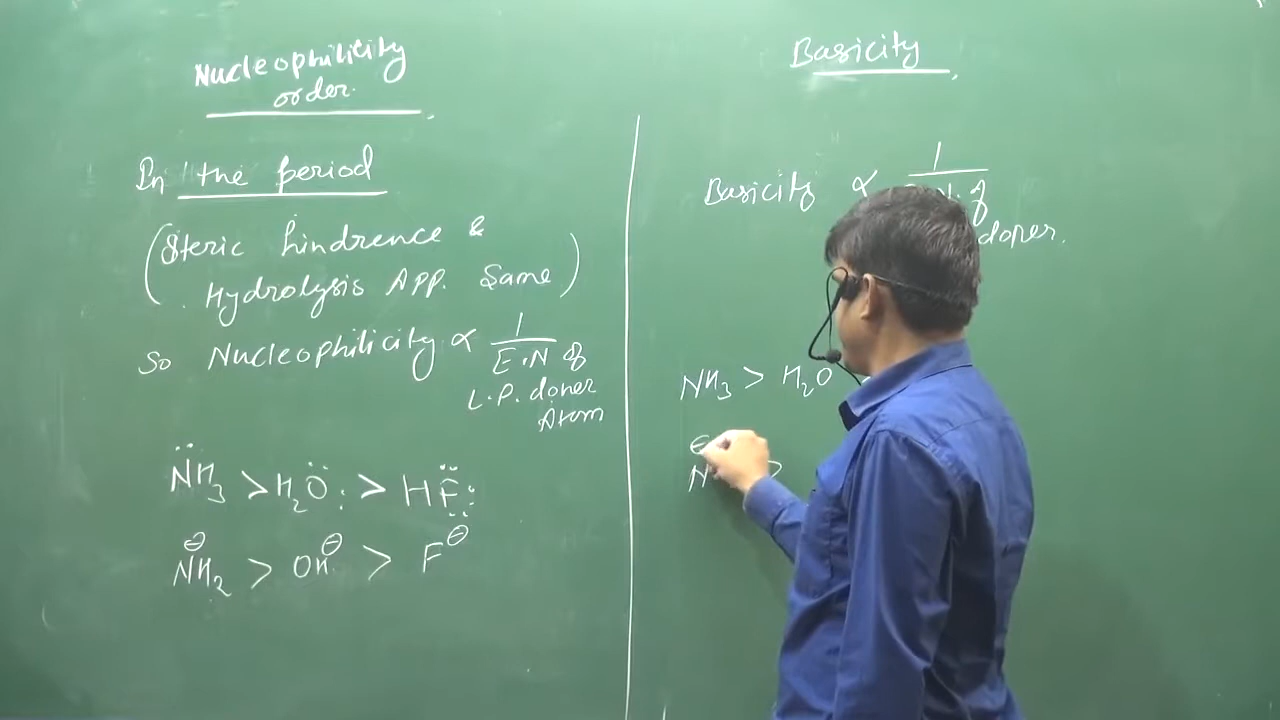 Nucleophilicity
order.
In the period
(Steric hindrence &
Hydrolysis APP. Same)
So Nucleophilicity ∝ 1
E.N of
L.P. doner
Atom
NH₃ > H₂O > HF
NH₂⊖ > OH⊖ > F⊖
Basicity
Basicity ∝ 1
of
doner.
NH₃ > H₂O
N >